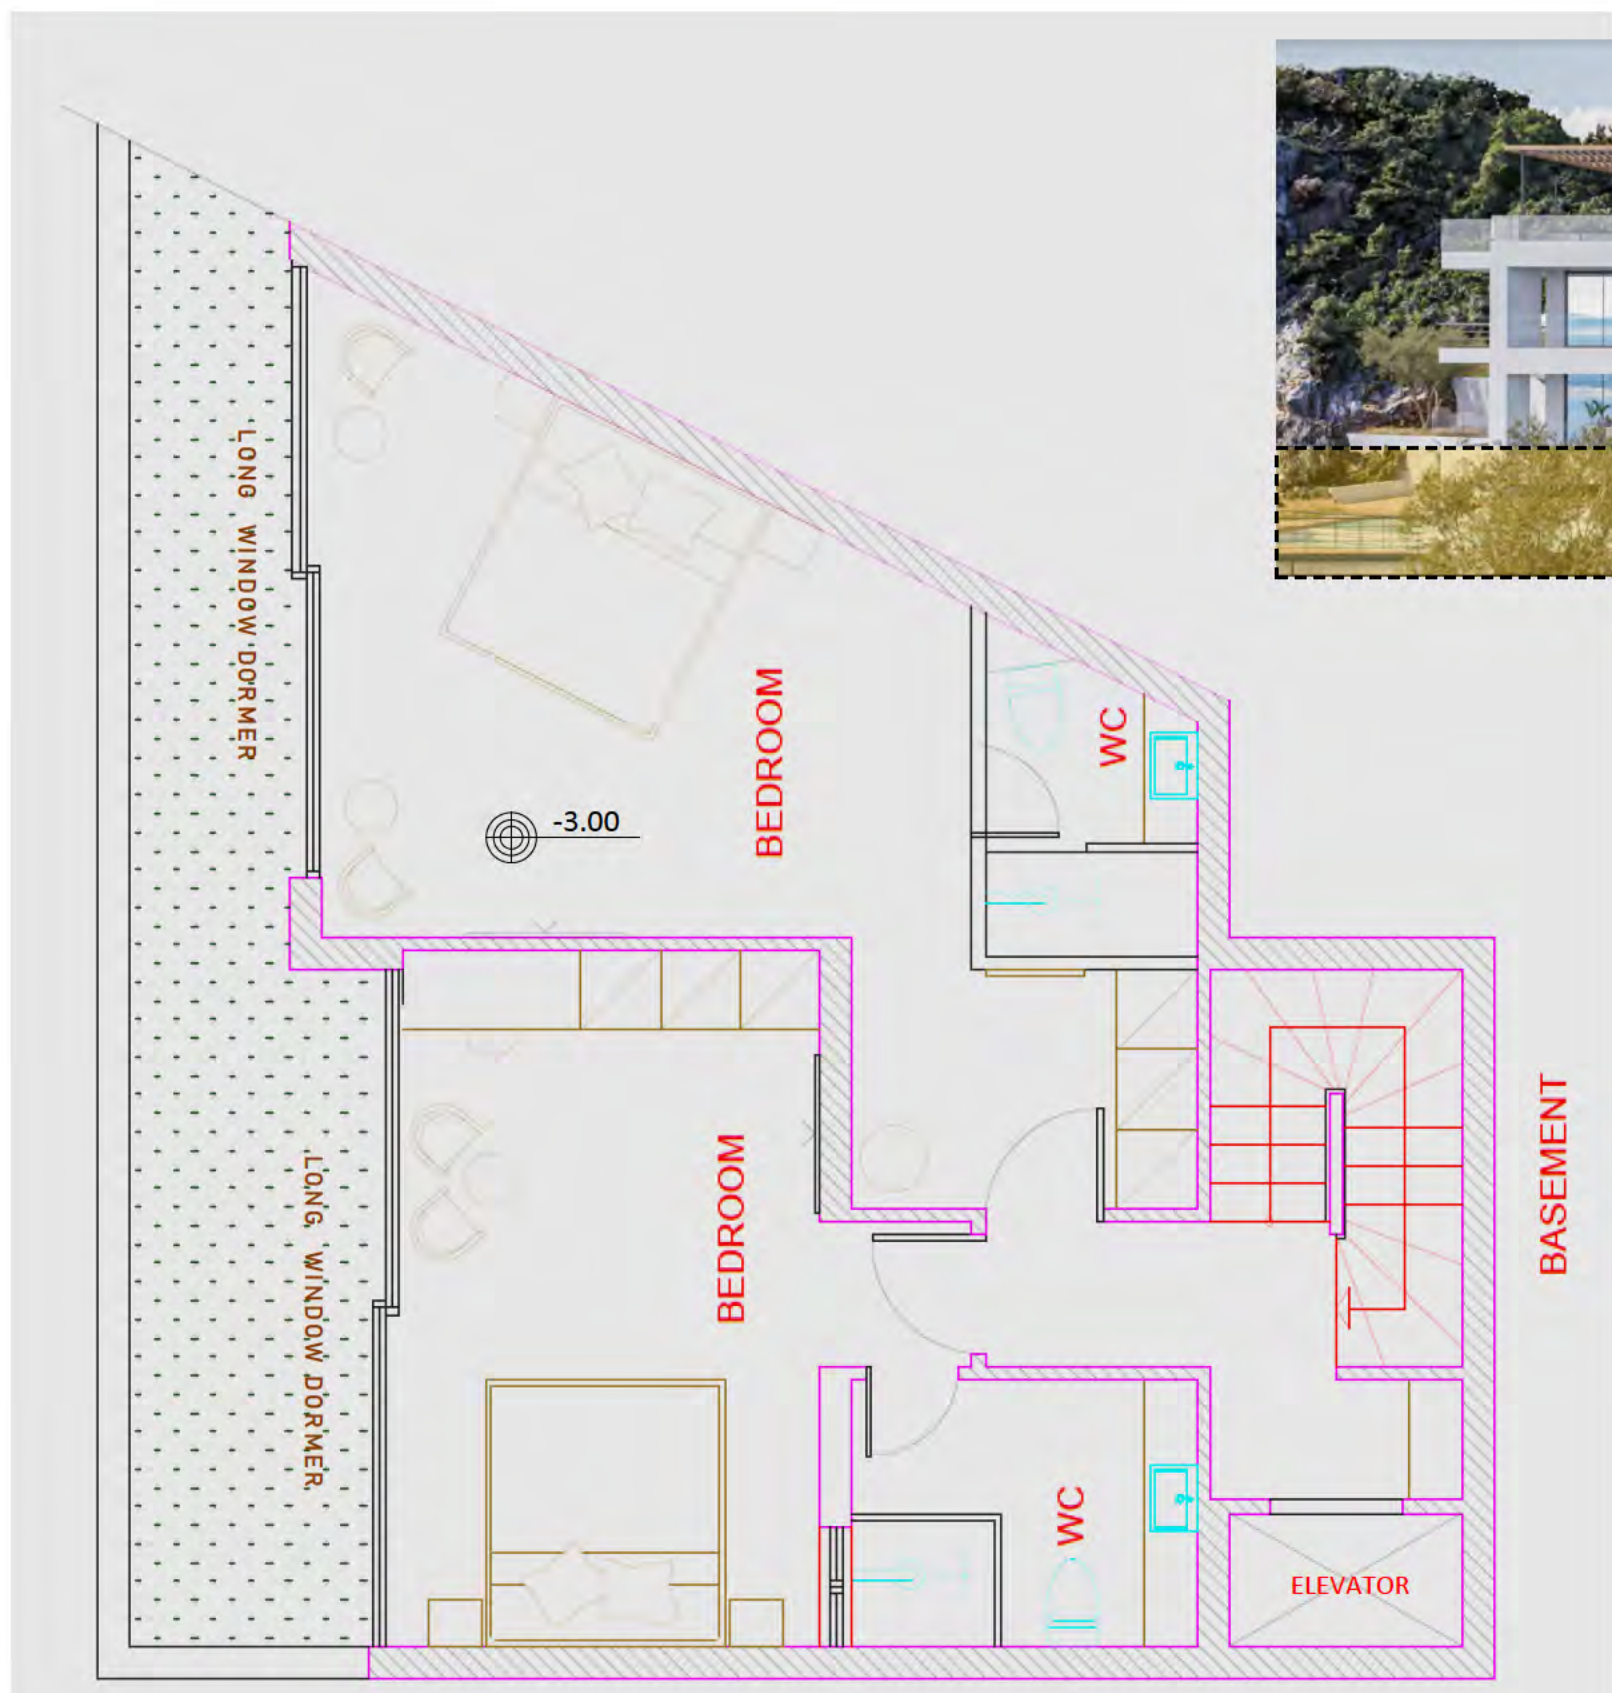 LONG WINDOW DORMER
BEDROOM
WC
-3.00
LONG WINDOW DORMER
BEDROOM
BASEMENT
WC
ELEVATOR